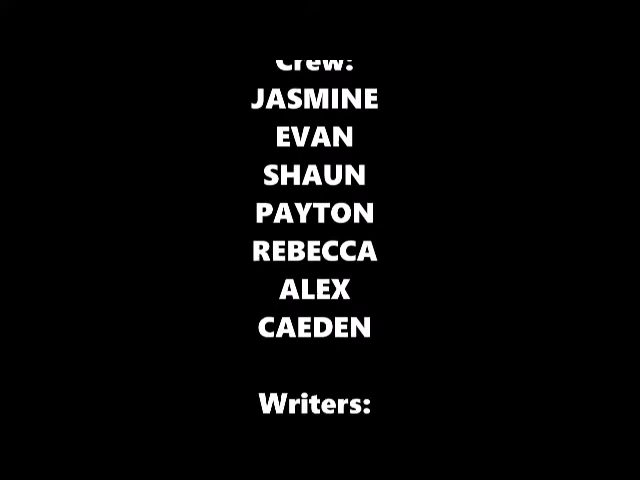 Crew:
JASMINE
EVAN
SHAUN
PAYTON
REBECCA
ALEX
CAEDEN
Writers: